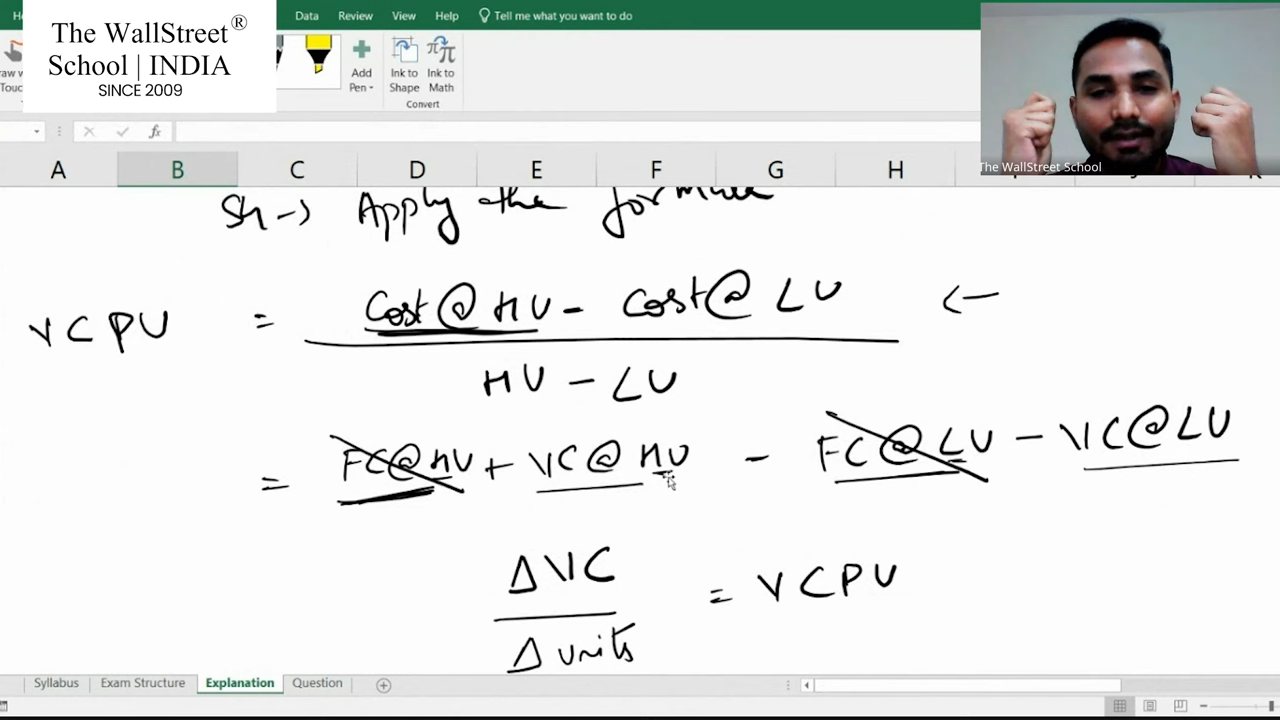 The WallStreet®
School | INDIA
SINCE 2009
Data Review View Help Tell me what you want to do
Add Pen
Ink to Shape
Ink to Math
Convert
fx
The WallStreet School
A B C D E F G H
→ Apply the formula
VCPU = Cost@HU - Cost@LU ←
HU - LU
= FC@HU + VC@HU - FC@LU - VC@LU
ΔVC = VCPU
Δ units
Syllabus Exam Structure Explanation Question